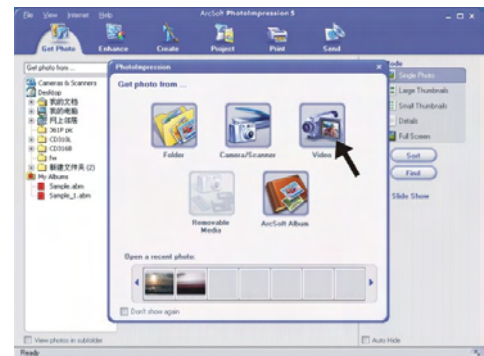 File View Internet Help
ArcSoft PhotoImpression 5
Get Photo Enhance Create Project Print Send
Get photo from ...
Cameras & Scanners
Desktop
我的文档
我的电脑
网上邻居
361P pic
CD310L
CD316B
fw
新建文件夹 (2)
My Albums
Sample.abm
Sample_1.abm
PhotoImpression
Get photo from ...
Folder Camera/Scanner Video
Removable
Media
ArcSoft Album
Open a recent photo:
Don't show again
Single Photo
Large Thumbnails
Small Thumbnails
Details
Full Screen
Sort
Find
Slide Show
View photos in subfolder
Auto Hide
Ready